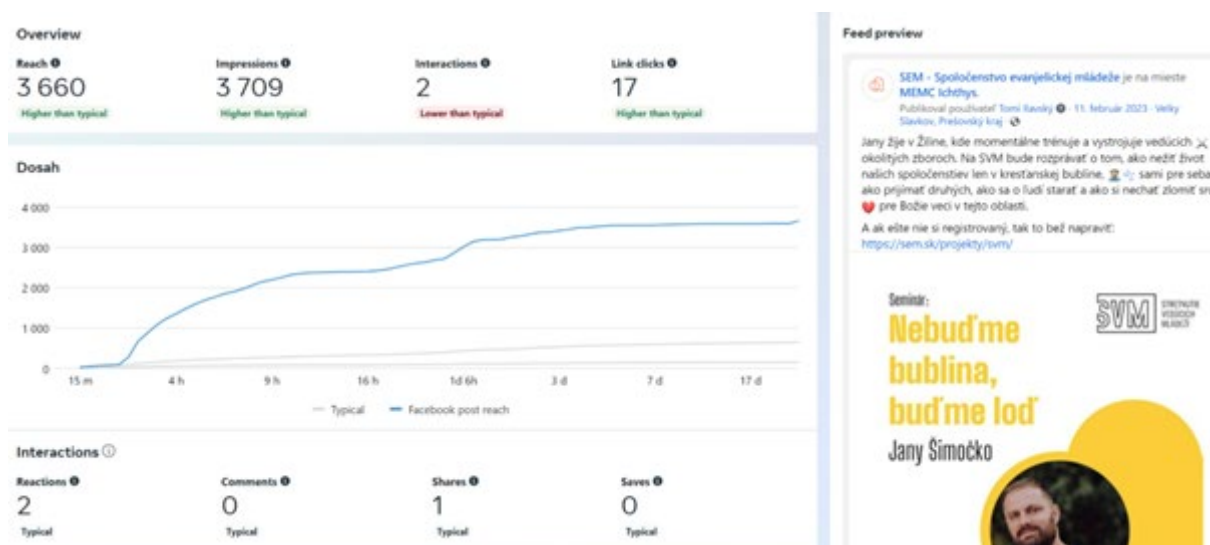 Overview
Reach
Impressions
Interactions
Link clicks
3 660
3 709
2
17
Higher than typical
Higher than typical
Lower than typical
Higher than typical
Dosah
4 000
3 000
2 000
1 000
0
15 m
4 h
9 h
16 h
1d 6h
3 d
7 d
17 d
Typical
Facebook post reach
Interactions
Reactions
Comments
Shares
Saves
2
0
1
0
Typical
Typical
Typical
Typical
Feed preview
SEM - Spoločenstvo evanjelickej mládeže je na mieste
MEMC Ichthys.
Publikoval používateľ Tomi · 11. február 2023 · Veľký
Slavkov, Prešovský kraj
Jany žije v Žiline, kde momentálne trénuje a vystrojuje vedúcich
okolitých zboroch. Na SVM bude rozprávať o tom, ako nežiť život
našich spoločenstiev len v kresťanskej bubline, sami pre seba
ako prijímať druhých, ako sa o ľudí starať a ako si nechať zlomiť
pre Božie veci v tejto oblasti.
A ak ešte nie si registrovaný, tak to bež napraviť:
https://sem.sk/projekty/svm/
Seminár:
Nebuďme
bublina,
buďme loď
Jany Šimočko
SVM
STRETNUTIE
VEDÚCICH
MLÁDEŽE